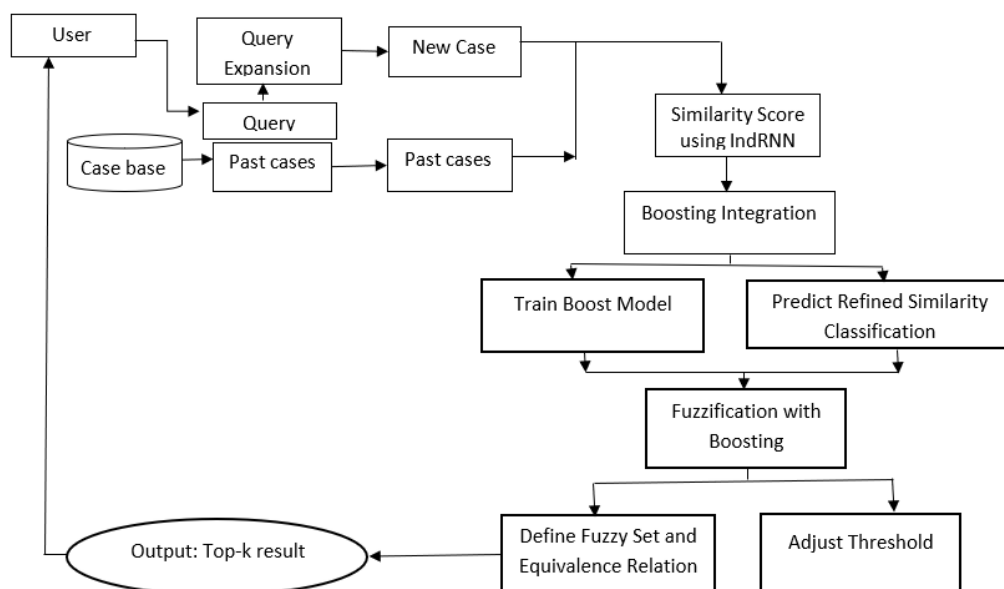 User
Query
Expansion
New Case
Query
Similarity Score
using IndRNN
Case base
Past cases
Past cases
Boosting Integration
Train Boost Model
Predict Refined Similarity
Classification
Fuzzification with
Boosting
Define Fuzzy Set and
Equivalence Relation
Adjust Threshold
Output: Top-k result